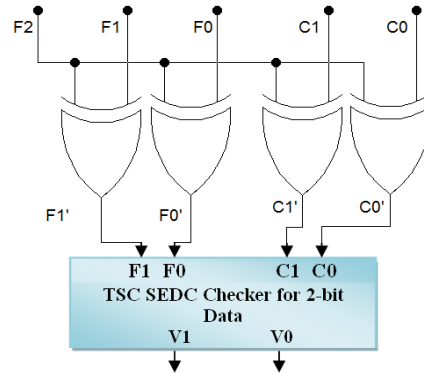 F2 F1 F0 C1 C0
F1' F0' C1' C0'
F1 F0 C1 C0
TSC SEDC Checker for 2-bit
Data
V1 V0